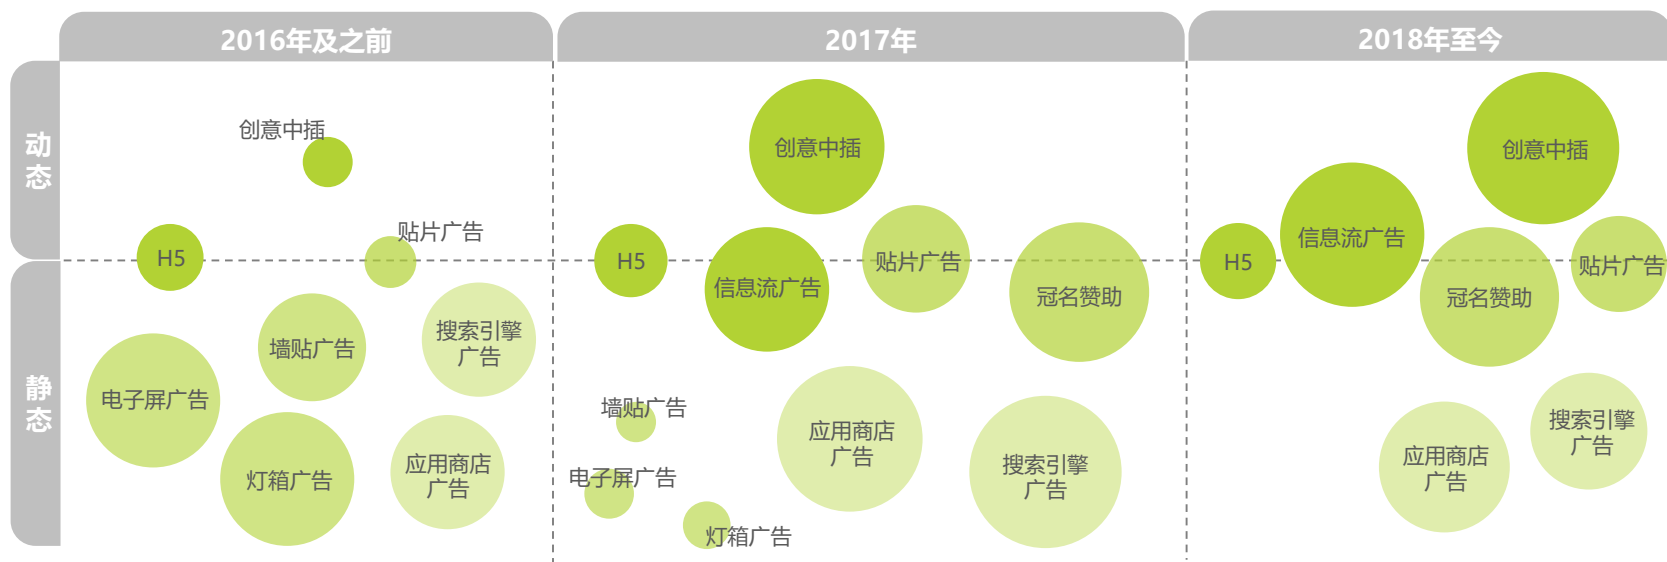 2016年及之前
2017年
2018年至今
动
态
静
态
创意中插
H5
贴片广告
墙贴广告
搜索引擎
广告
电子屏广告
灯箱广告
应用商店
广告
创意中插
H5
信息流广告
贴片广告
冠名赞助
墙贴广告
电子屏广告
灯箱广告
应用商店
广告
搜索引擎
广告
创意中插
信息流广告
H5
贴片广告
冠名赞助
搜索引擎
广告
应用商店
广告